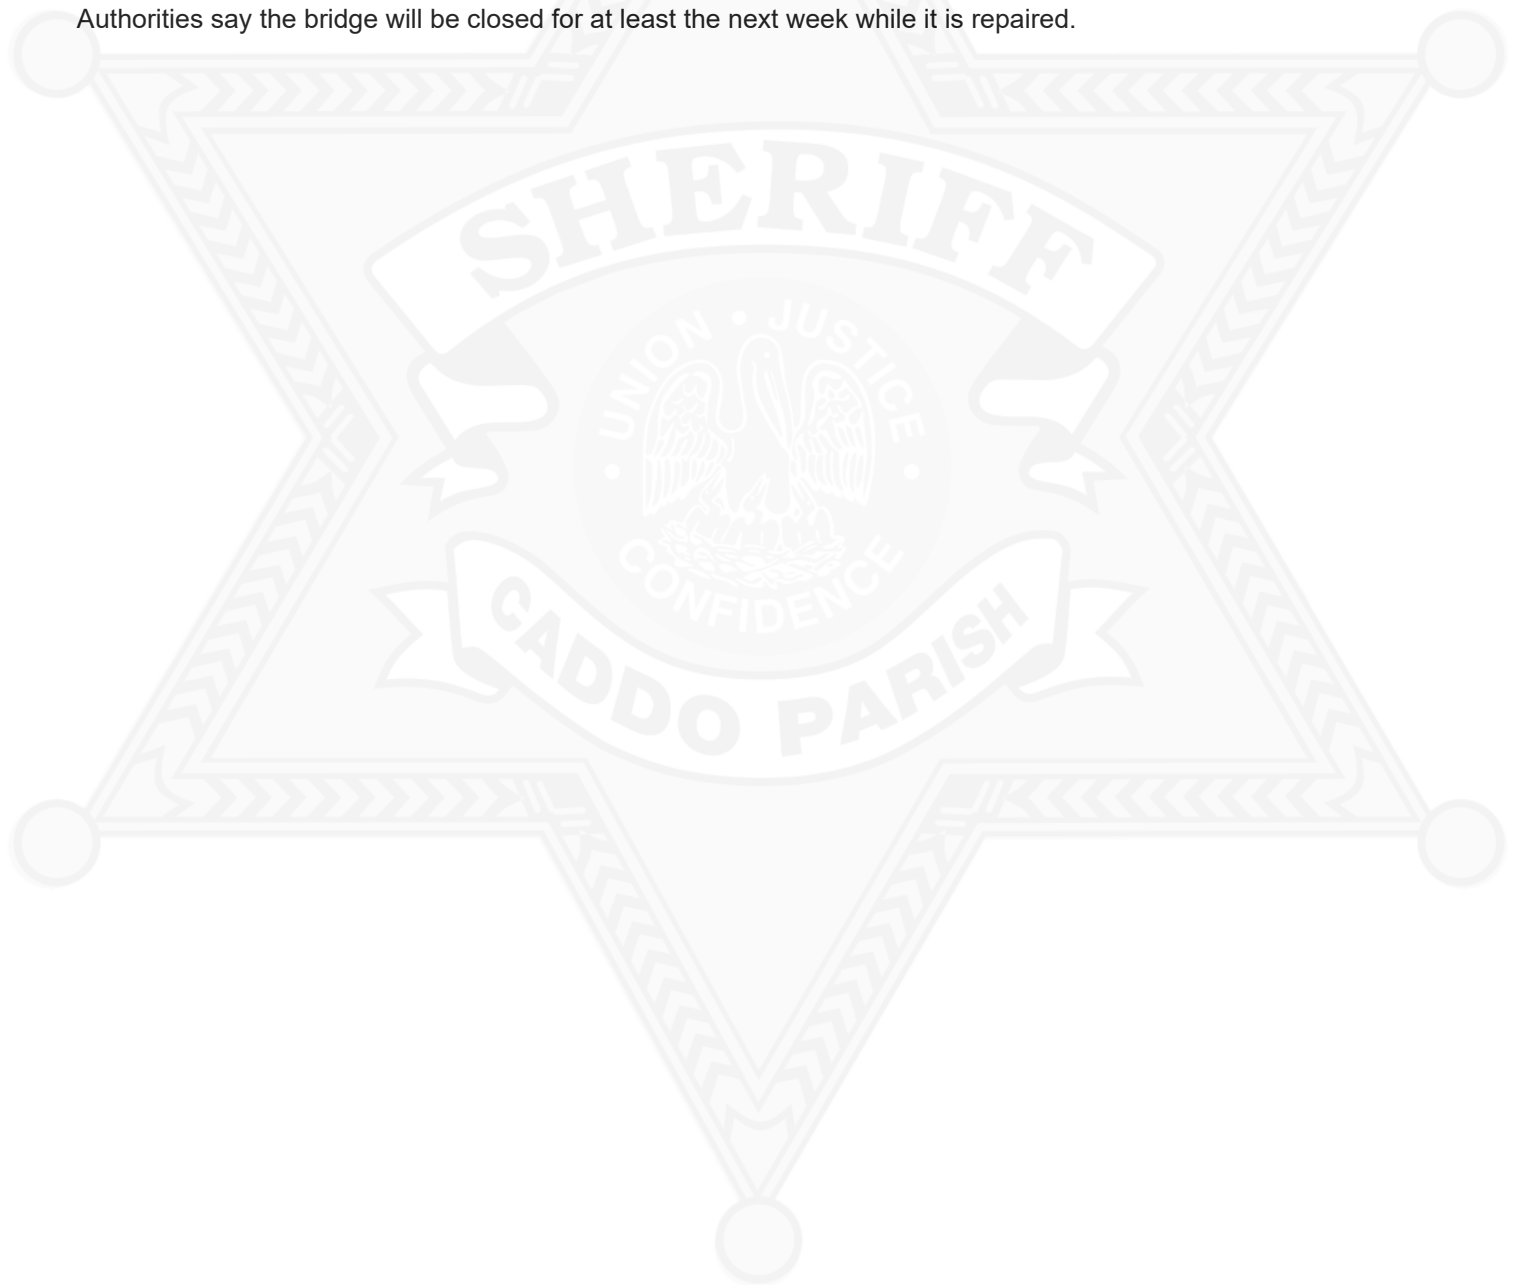 Authorities say the bridge will be closed for at least the next week while it is repaired.
SHERIFF
UNION • JUSTICE
• CONFIDENCE •
CADDO PARISH